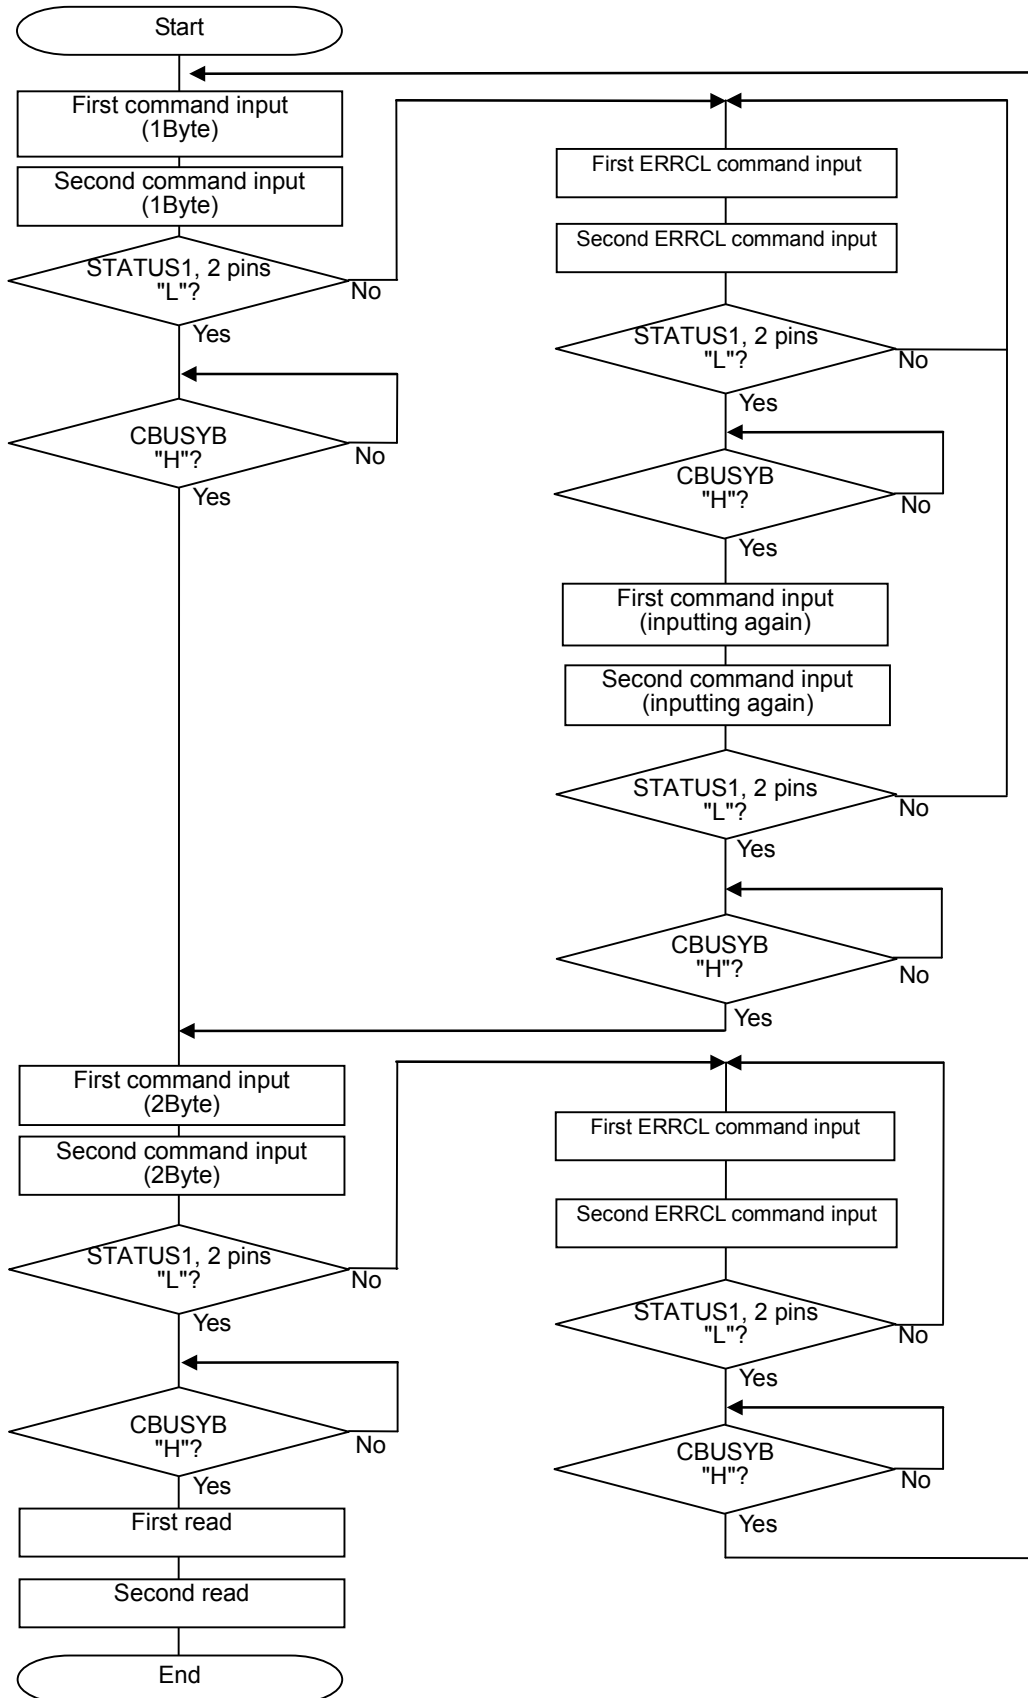 Start
First command input
(1Byte)
Second command input
(1Byte)
STATUS1, 2 pins
"L"?
No
Yes
CBUSYB
"H"?
No
Yes
First ERRCL command input
Second ERRCL command input
STATUS1, 2 pins
"L"?
No
Yes
CBUSYB
"H"?
No
Yes
First command input
(inputting again)
Second command input
(inputting again)
STATUS1, 2 pins
"L"?
No
Yes
CBUSYB
"H"?
No
Yes
First command input
(2Byte)
Second command input
(2Byte)
STATUS1, 2 pins
"L"?
No
Yes
CBUSYB
"H"?
No
Yes
First read
Second read
End
First ERRCL command input
Second ERRCL command input
STATUS1, 2 pins
"L"?
No
Yes
CBUSYB
"H"?
No
Yes